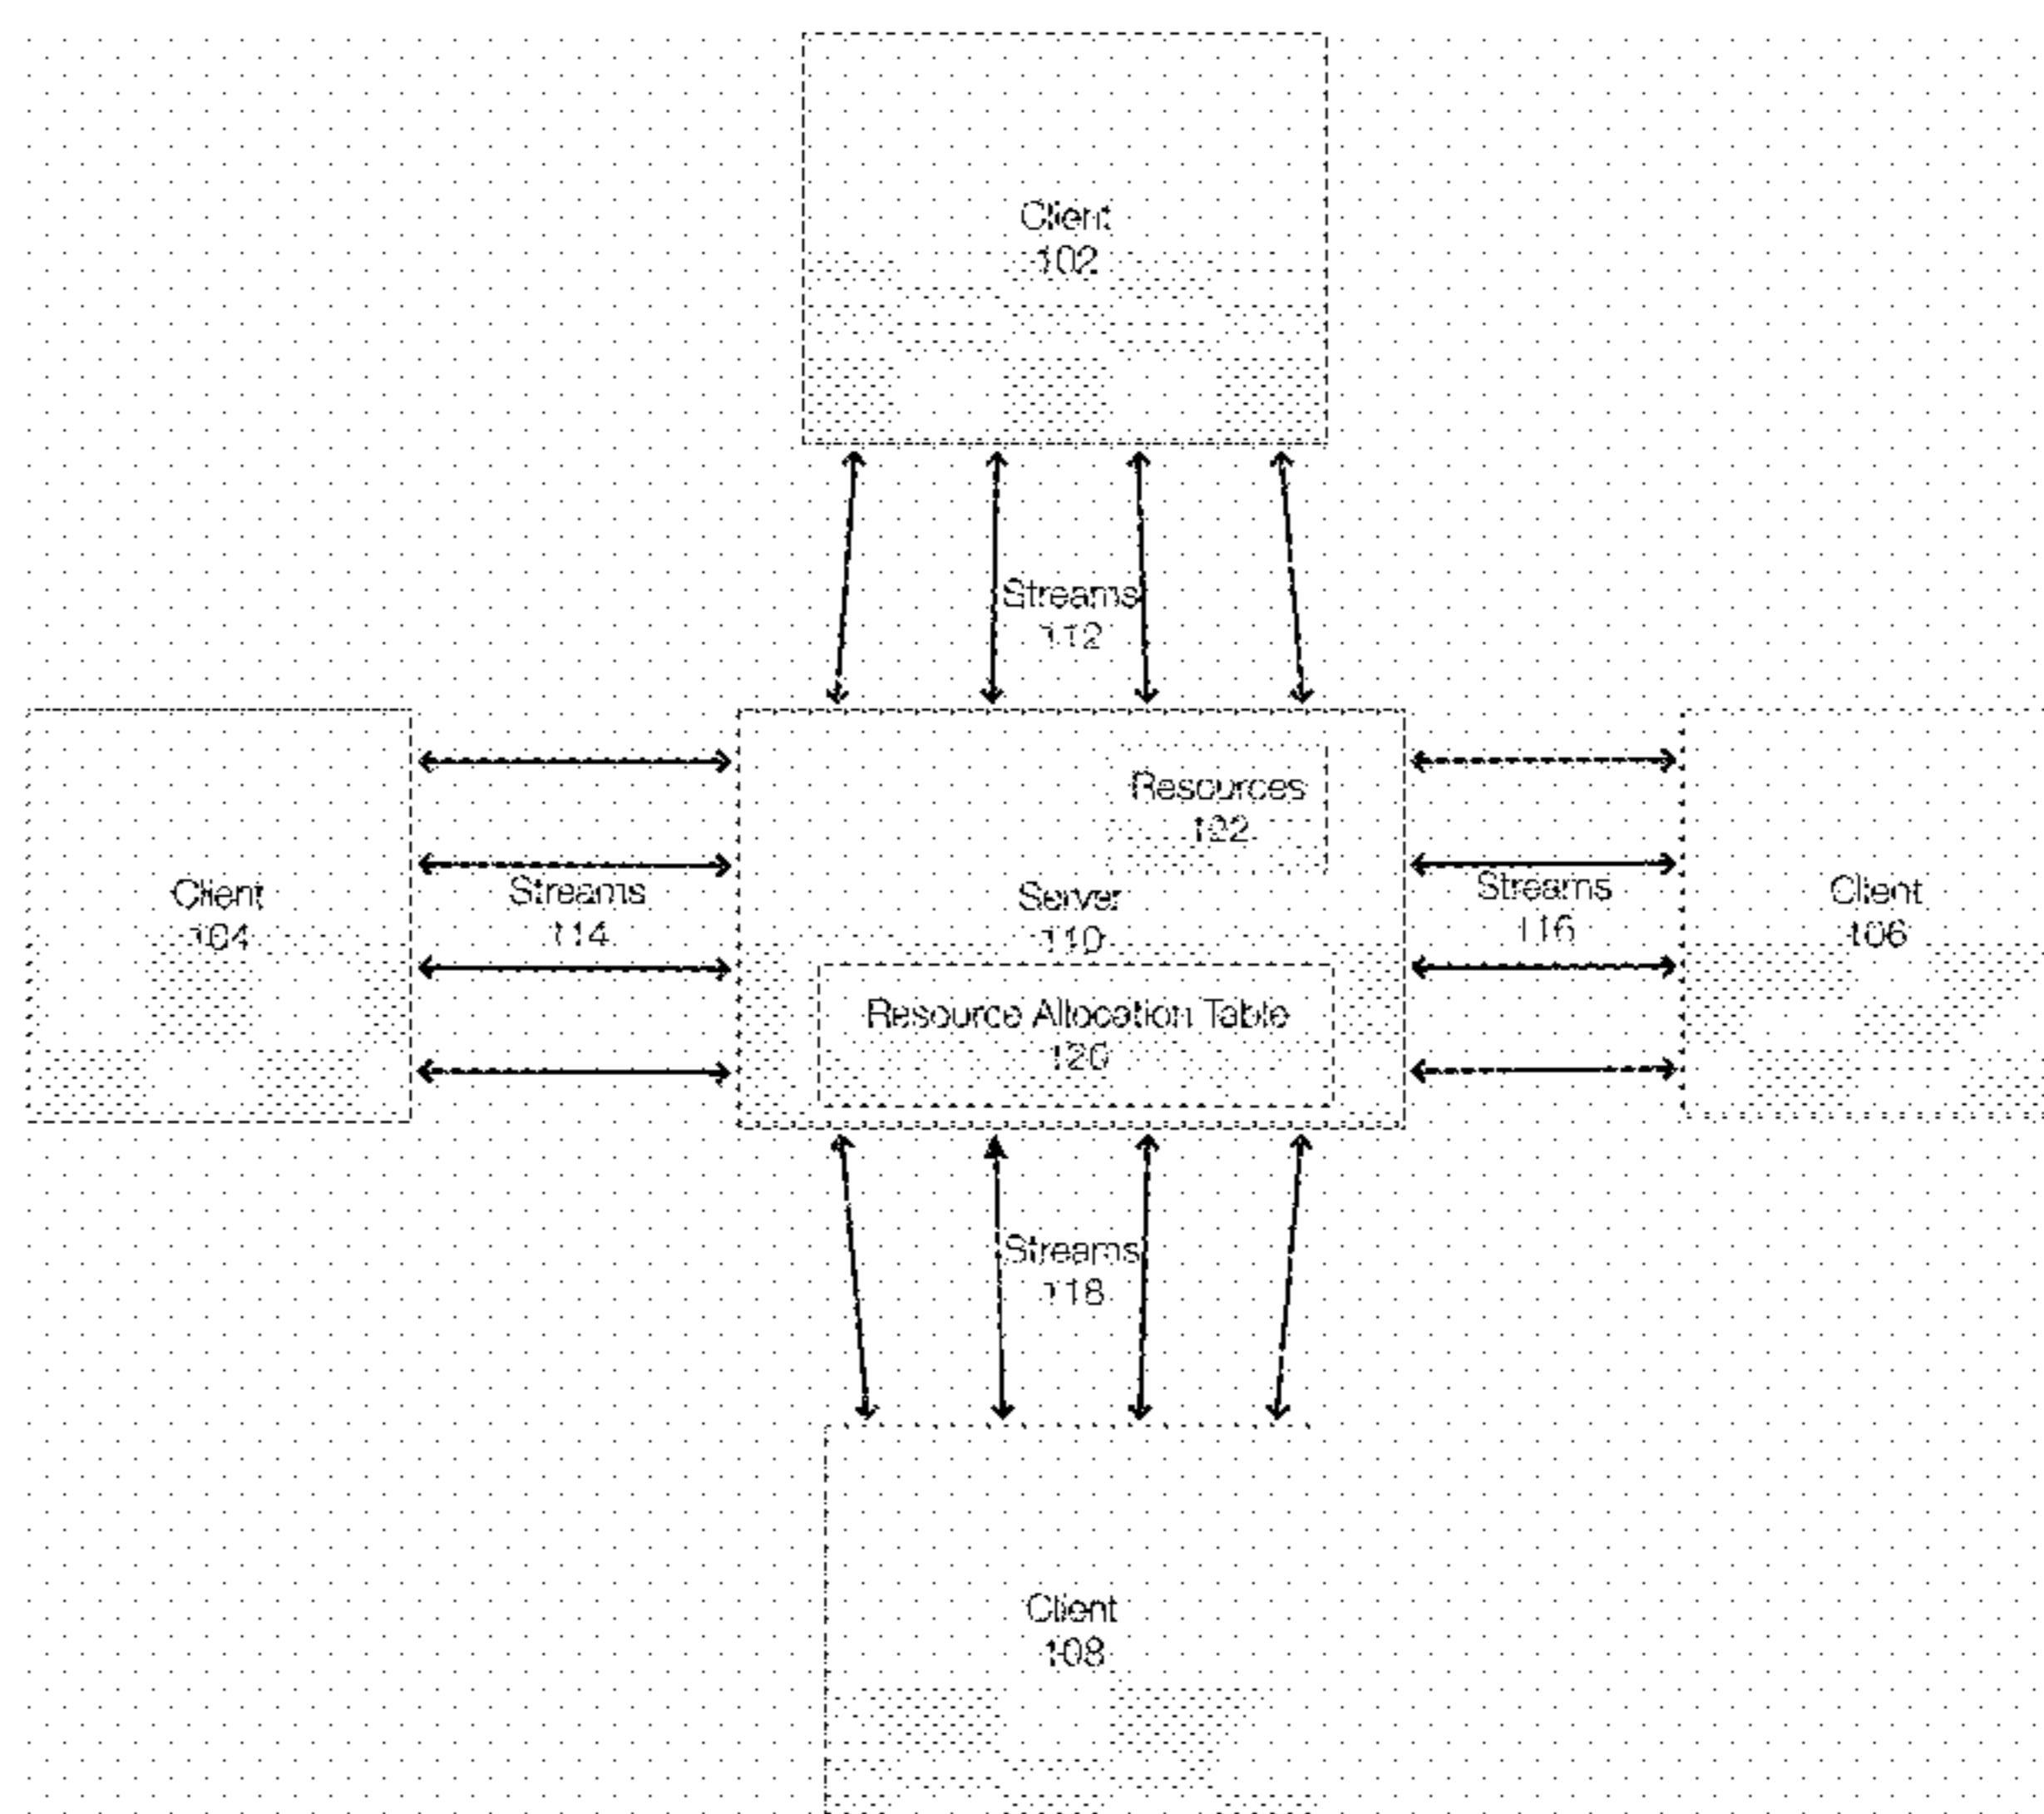 Client
102
Streams
112
Resources
122
Client
104
Streams
114
Server
110
Streams
116
Client
106
Resource Allocation Table
120
Streams
118
Client
108